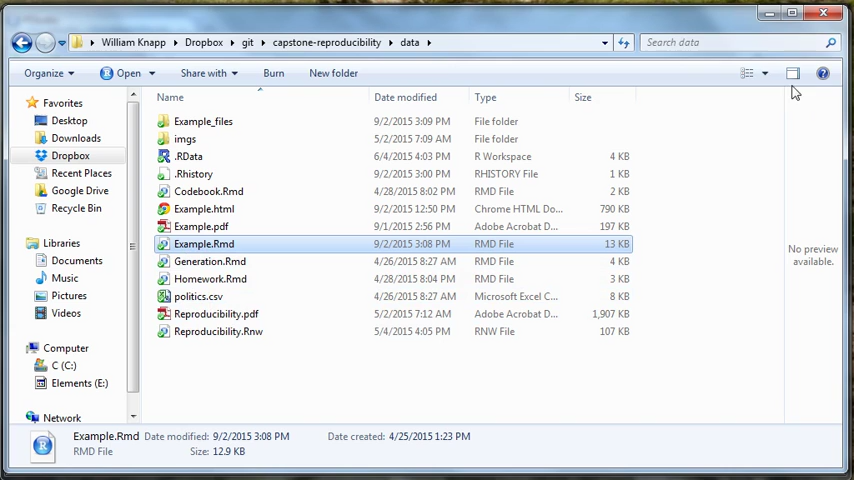 William Knapp ▸ Dropbox ▸ git ▸ capstone-reproducibility ▸ data ▸
Search data
Organize Open Share with Burn New folder
Name Date modified Type Size
Favorites
Desktop
Downloads
Dropbox
Recent Places
Google Drive
Recycle Bin
Libraries
Documents
Music
Pictures
Videos
Computer
C (C:)
Elements (E:)
Network
Example_files 9/2/2015 3:09 PM File folder
imgs 5/2/2015 7:09 AM File folder
.RData 6/4/2015 4:03 PM R Workspace 4 KB
.Rhistory 9/2/2015 3:09 PM RHISTORY File 1 KB
Codebook.Rmd 4/28/2015 8:02 PM RMD File 2 KB
Example.html 9/2/2015 12:50 PM Chrome HTML Do... 790 KB
Example.pdf 9/1/2015 2:56 PM Adobe Acrobat D... 197 KB
Example.Rmd 9/2/2015 3:08 PM RMD File 13 KB
Generation.Rmd 4/26/2015 8:27 AM RMD File 4 KB
Homework.Rmd 4/28/2015 8:04 PM RMD File 3 KB
politics.csv 4/26/2015 8:27 AM Microsoft Excel C... 8 KB
Reproducibility.pdf 5/2/2015 7:12 AM Adobe Acrobat D... 1,907 KB
Reproducibility.Rnw 5/4/2015 4:05 PM RNW File 107 KB
No preview
available.
Example.Rmd Date modified: 9/2/2015 3:08 PM Date created: 4/25/2015 1:23 PM
RMD File Size: 12.9 KB